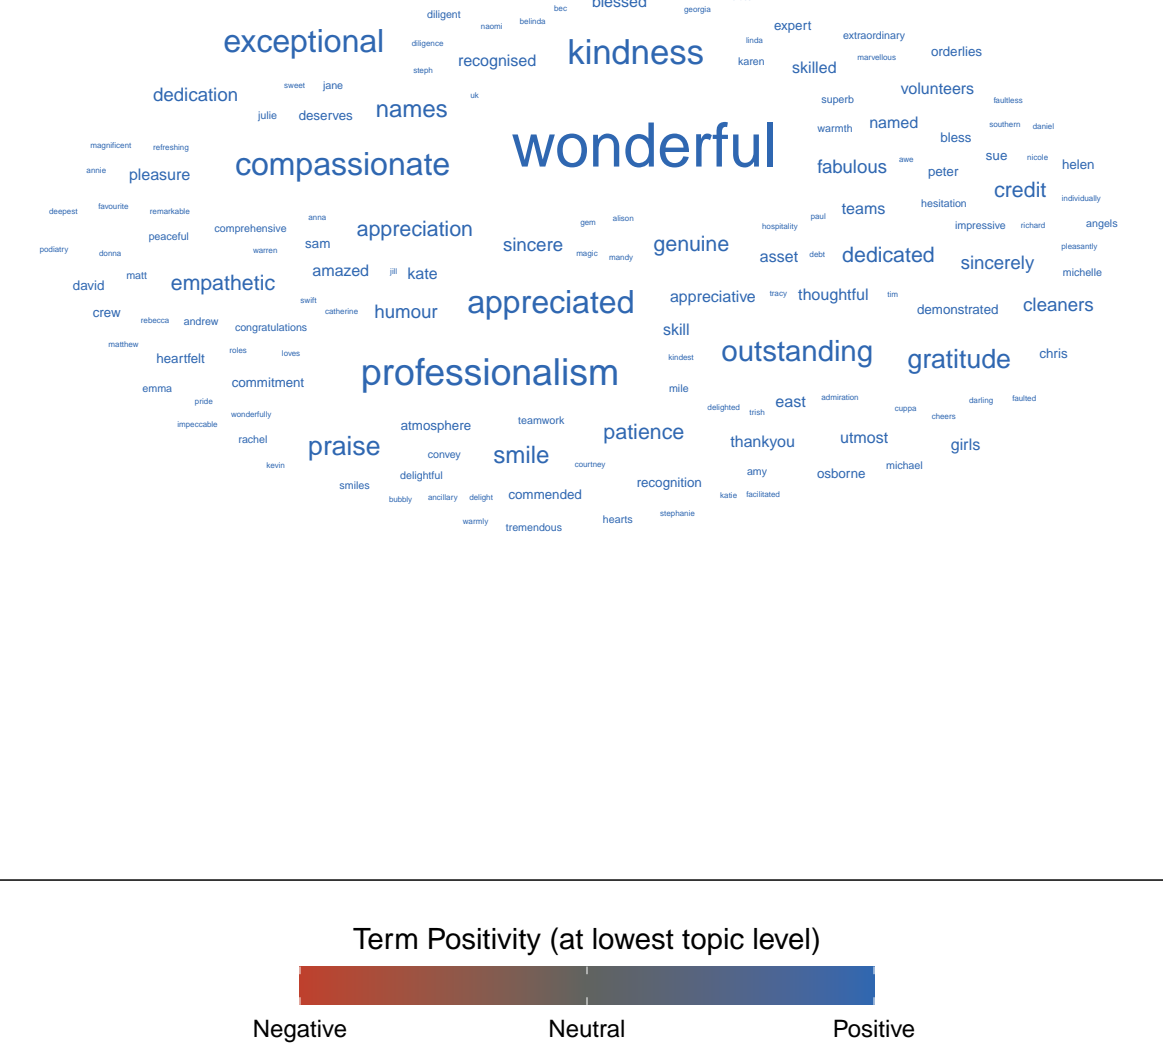 bec blessed georgia
diligent naomi belinda expert
exceptional diligence kindness linda extraordinary
steph recognised karen skilled marvellous orderlies
dedication sweet jane uk superb volunteers faultless
julie deserves names warmth named southern daniel
magnificent refreshing wonderful bless
annie pleasure compassionate fabulous awe peter sue nicole helen
deepest favourite remarkable credit individually
anna gem alison paul teams hesitation
peaceful comprehensive appreciation hospitality impressive richard angels
podiatry donna warren sam sincere magic mandy genuine asset debt dedicated sincerely pleasantly
david matt empathetic amazed jill kate michelle
crew swift catherine humour appreciated appreciative tracy thoughtful tim demonstrated cleaners
rebecca andrew congratulations skill
matthew heartfelt roles loves kindest outstanding gratitude chris
emma pride commitment professionalism mile
impeccable wonderfully delighted trish east admiration cuppa cheers darling faulted
rachel atmosphere teamwork patience thankyou utmost girls
kevin praise convey smile courtney
smiles delightful recognition amy osborne michael
bubbly ancillary delight commended katie facilitated
warmly tremendous hearts stephanie
Term Positivity (at lowest topic level)
Negative Neutral Positive